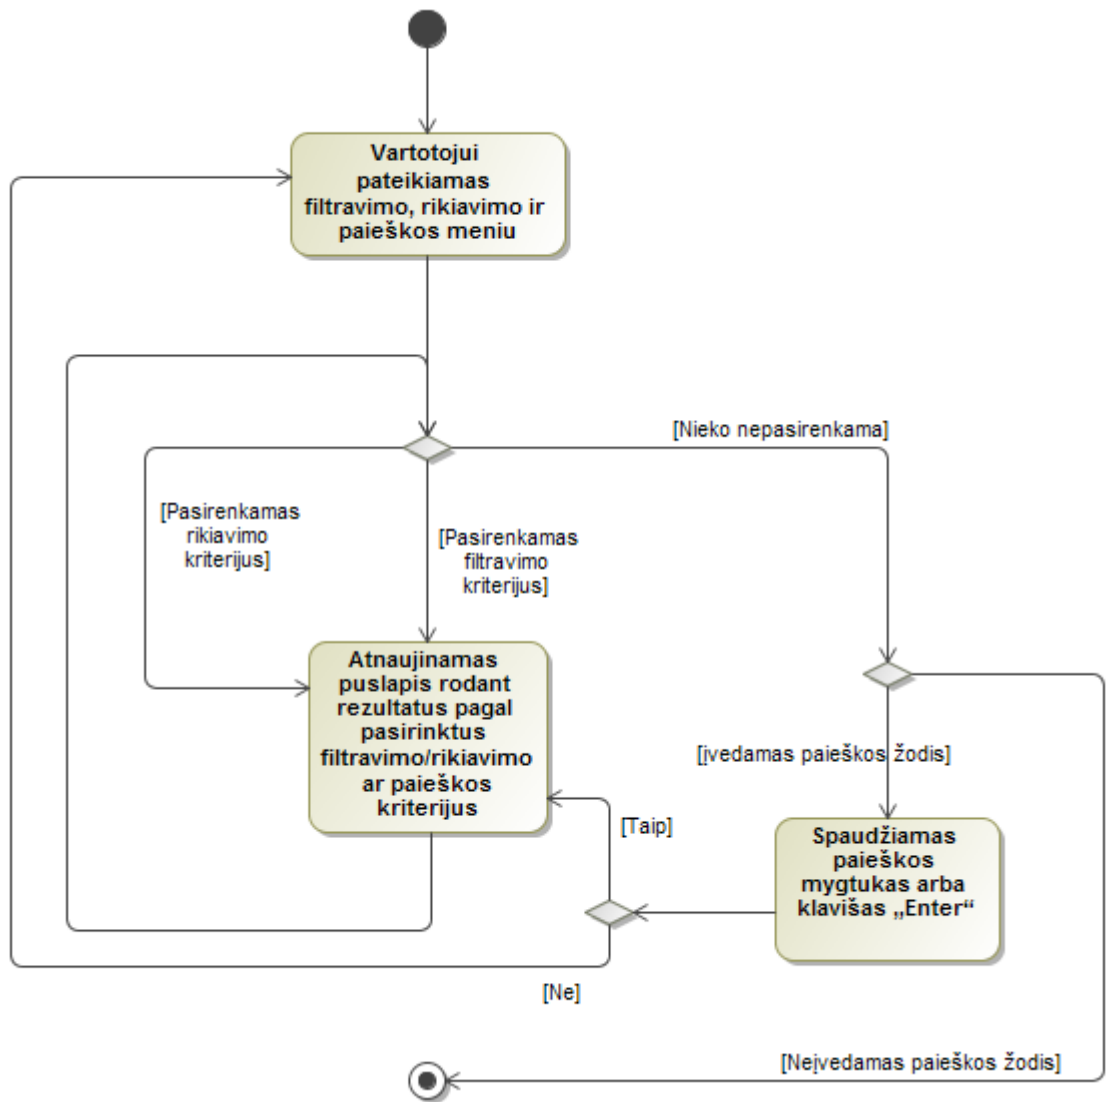 Vartotojui
pateikiamas
filtravimo, rikiavimo ir
paieškos meniu
[Nieko nepasirenkama]
[Pasirenkamas
rikiavimo
kriterijus]
[Pasirenkamas
filtravimo
kriterijus]
Atnaujinamas
puslapis rodant
rezultatus pagal
pasirinktus
filtravimo/rikiavimo
ar paieškos
kriterijus
[įvedamas paieškos žodis]
[Taip]
Spaudžiamas
paieškos
mygtukas arba
klavišas „Enter“
[Ne]
[Neįvedamas paieškos žodis]